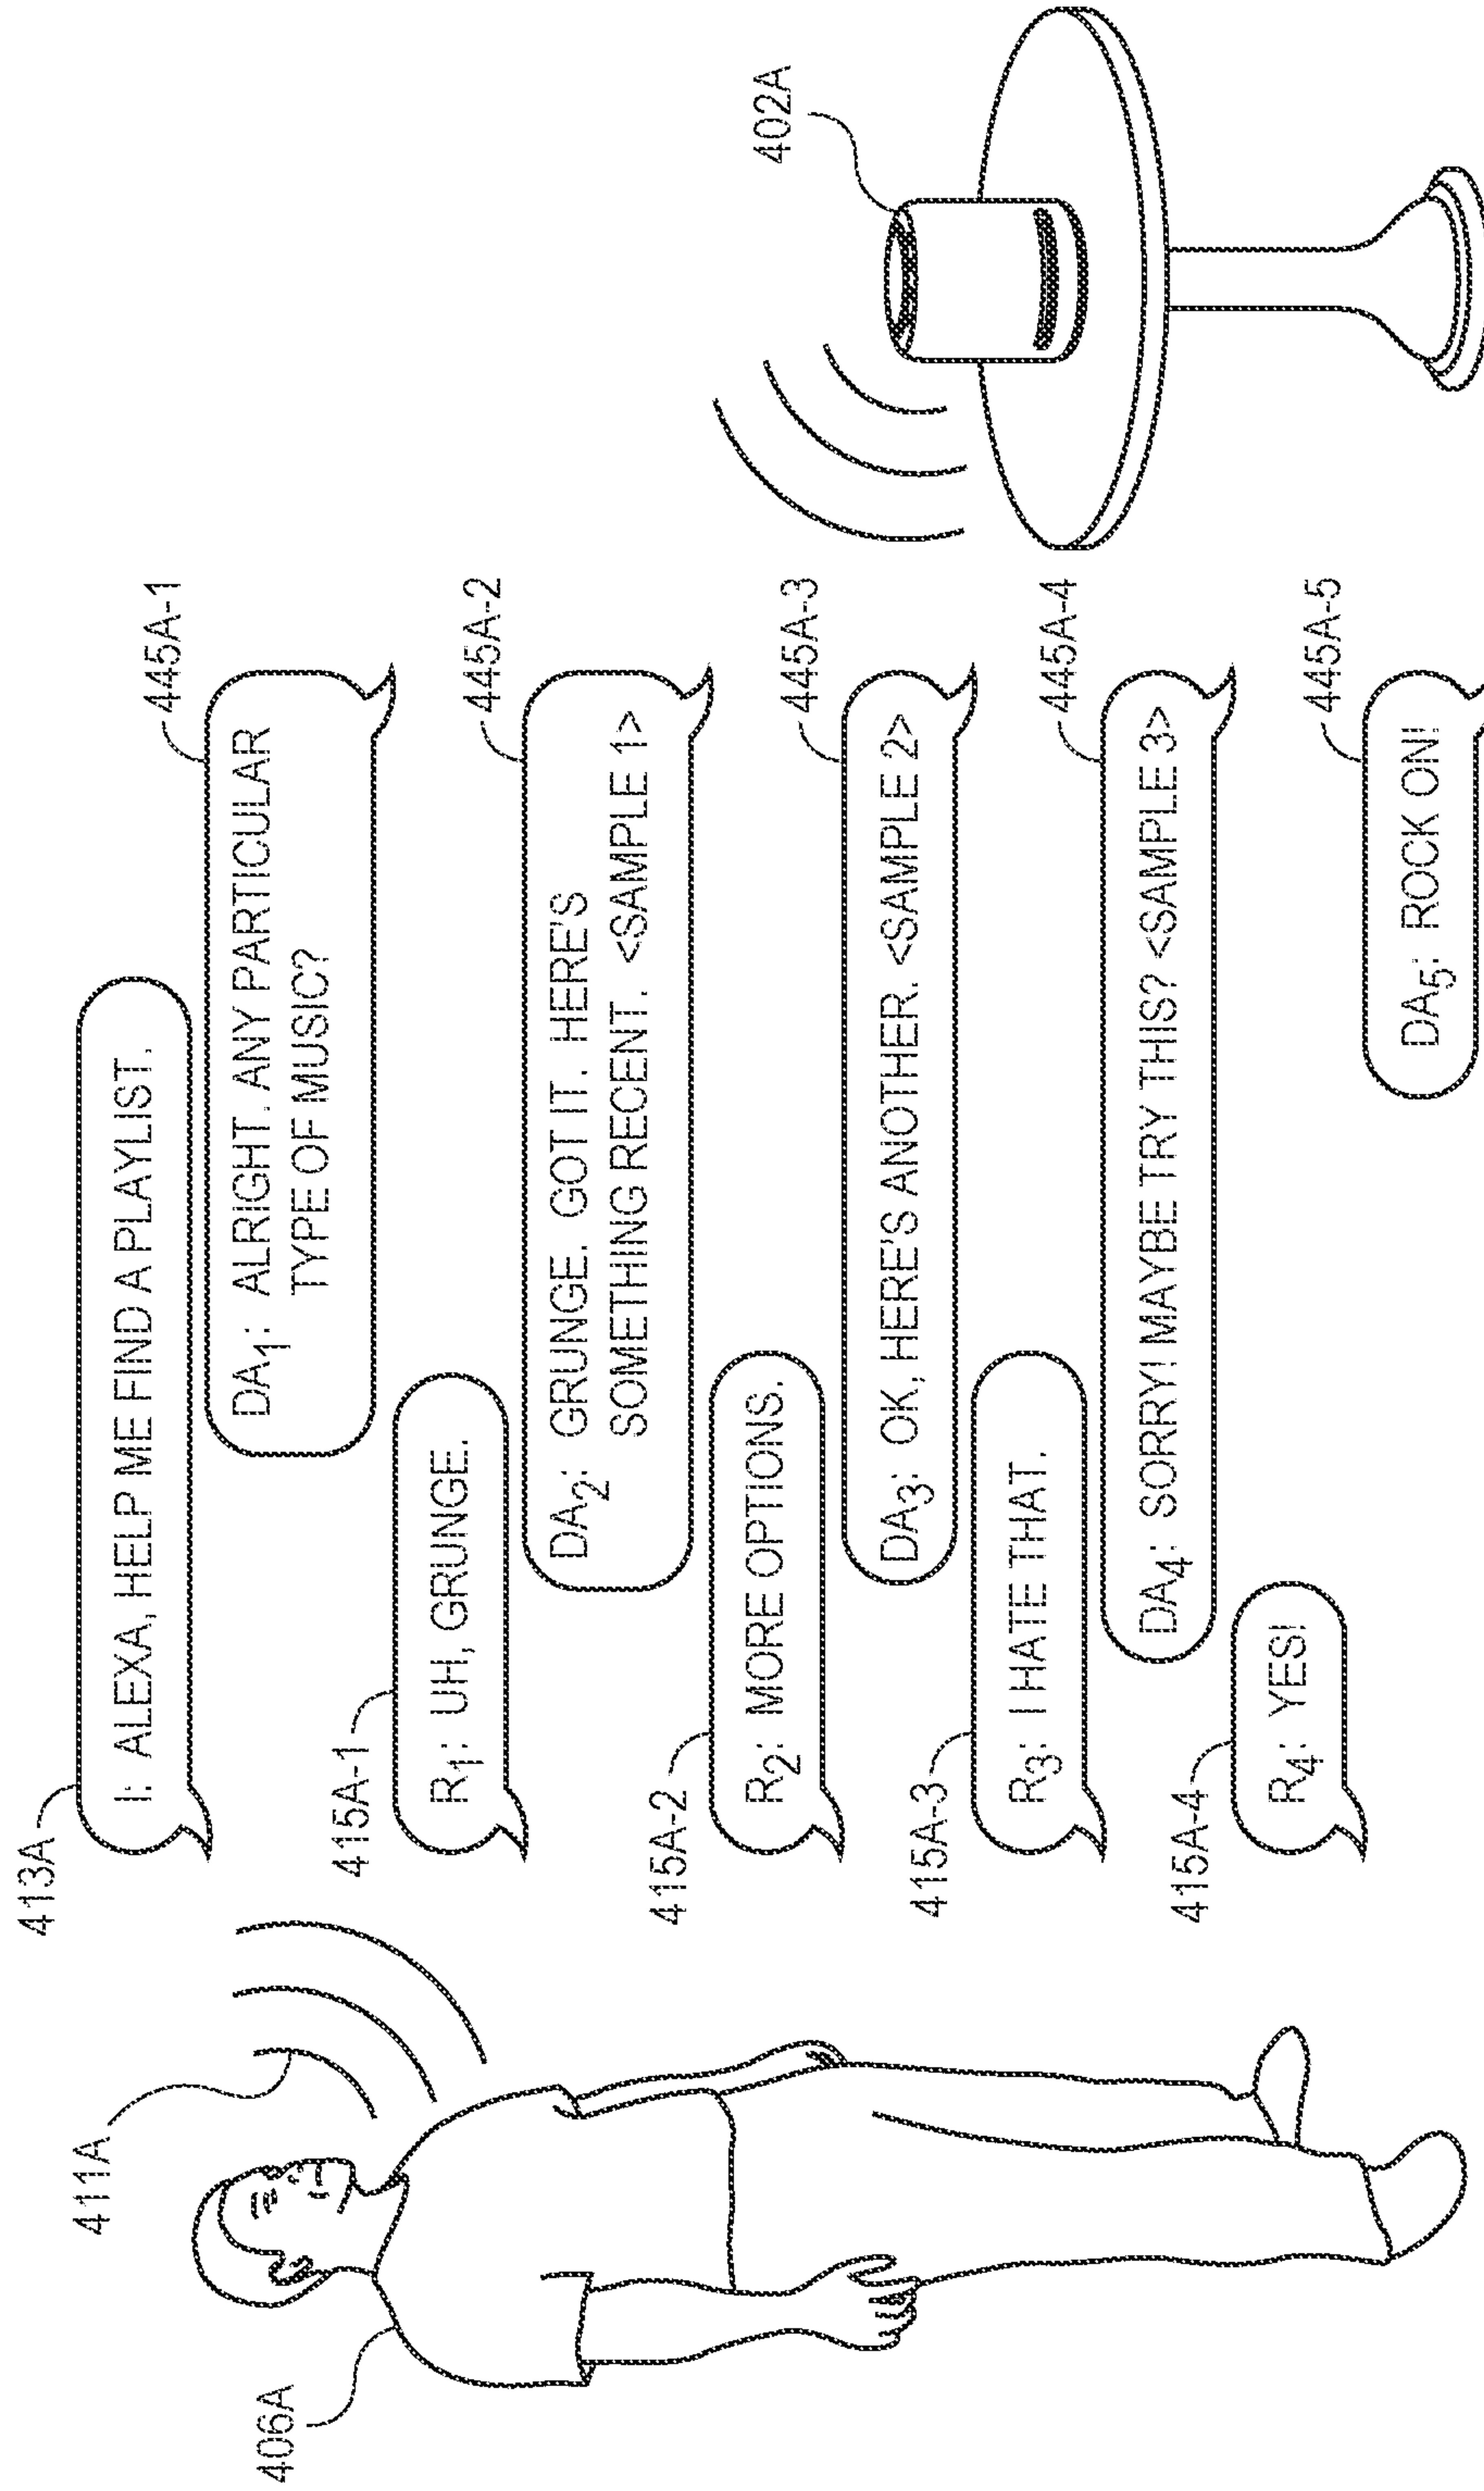 413A
I: ALEXA, HELP ME FIND A PLAYLIST.
445A-1
DA1: ALRIGHT. ANY PARTICULAR
TYPE OF MUSIC?
411A
406A
415A-1
R1: UH, GRUNGE.
445A-2
DA2: GRUNGE. GOT IT. HERE'S
SOMETHING RECENT. <SAMPLE 1>
415A-2
R2: MORE OPTIONS.
445A-3
DA3: OK, HERE'S ANOTHER. <SAMPLE 2>
402A
415A-3
R3: I HATE THAT.
445A-4
DA4: SORRY! MAYBE TRY THIS? <SAMPLE 3>
415A-4
R4: YES!
445A-5
DA5: ROCK ON!